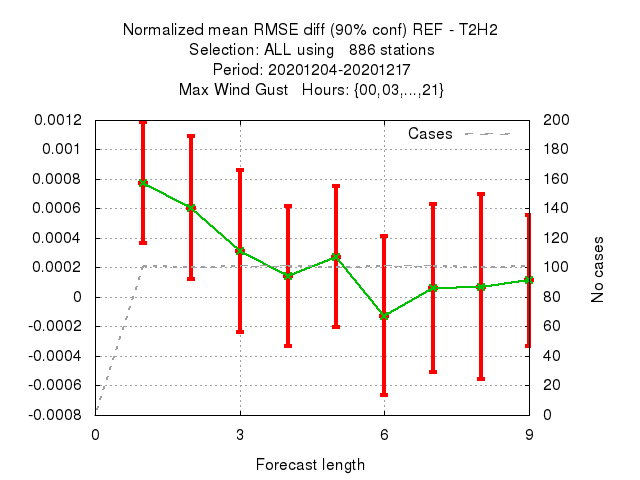 Normalized mean RMSE diff (90% conf) REF - T2H2
Selection: ALL using   886 stations
Period: 20201204-20201217
Max Wind Gust   Hours: {00,03,...,21}
Cases
0.0012
0.001
0.0008
0.0006
0.0004
0.0002
0
-0.0002
-0.0004
-0.0006
-0.0008
200
180
160
140
120
100
80
60
40
20
0
No cases
0 3 6 9
Forecast length